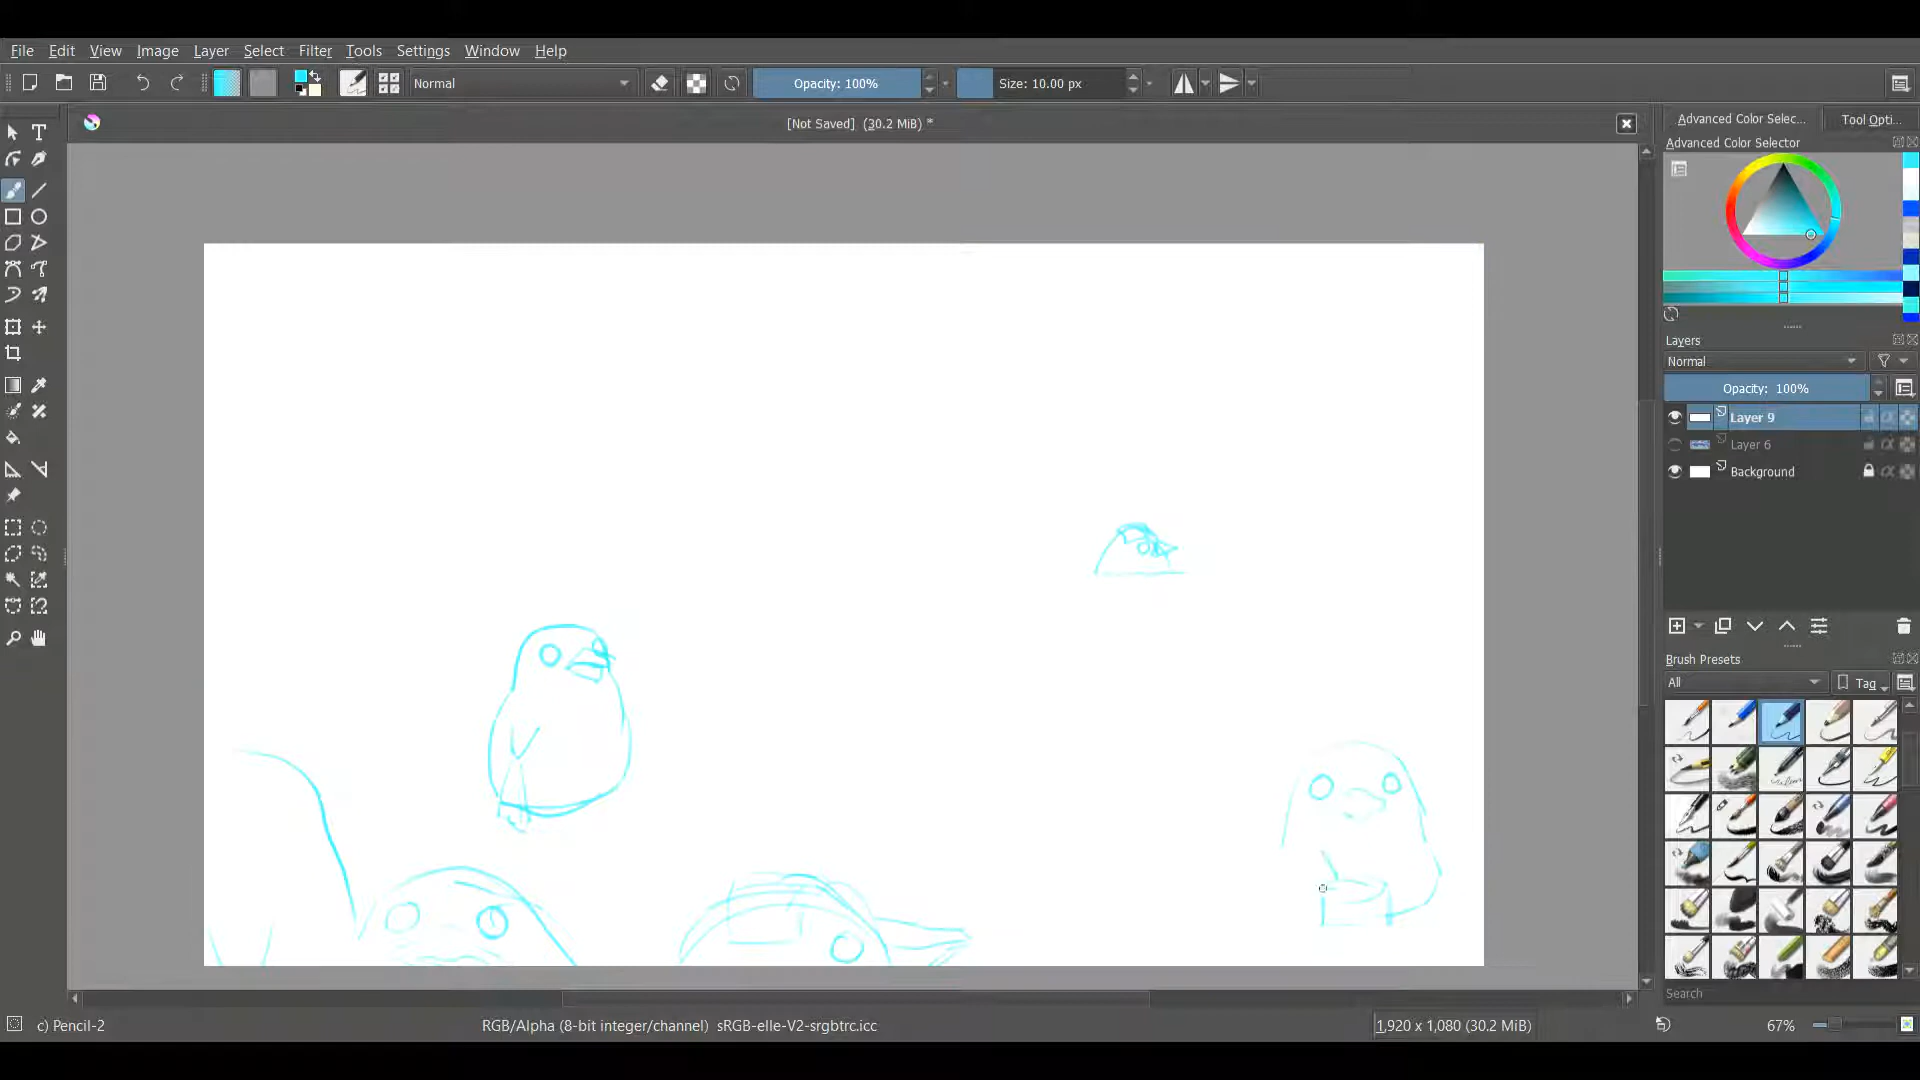 File Edit View Image Layer Select Filter Tools Settings Window Help
Normal Opacity: 100% Size: 10.00 px
[Not Saved] (30.2 MiB) *
Advanced Color Selec... Tool Opti...
Advanced Color Selector
Layers
Normal
Opacity: 100%
Layer 9
Layer 6
Background
Brush Presets
All Tag
Search
c) Pencil-2 RGB/Alpha (8-bit integer/channel) sRGB-elle-V2-srgbtrc.icc 1,920 x 1,080 (30.2 MiB) 67%